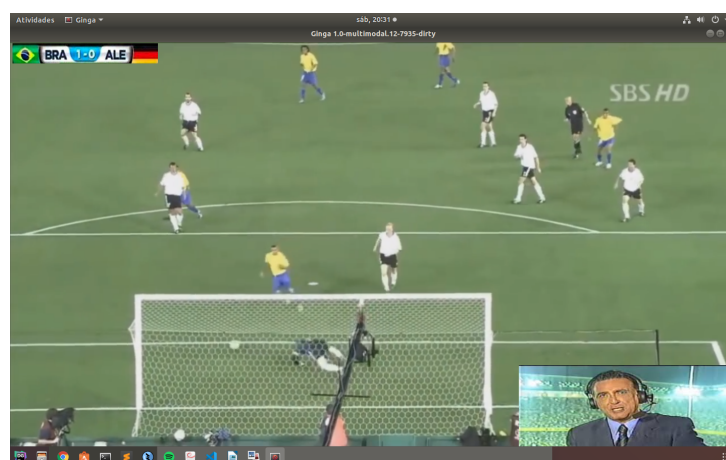 Atividades Ginga sáb, 20:31
Ginga 1.0-multimodal.12-7935-dirty
BRA 1-0 ALE
SBS HD